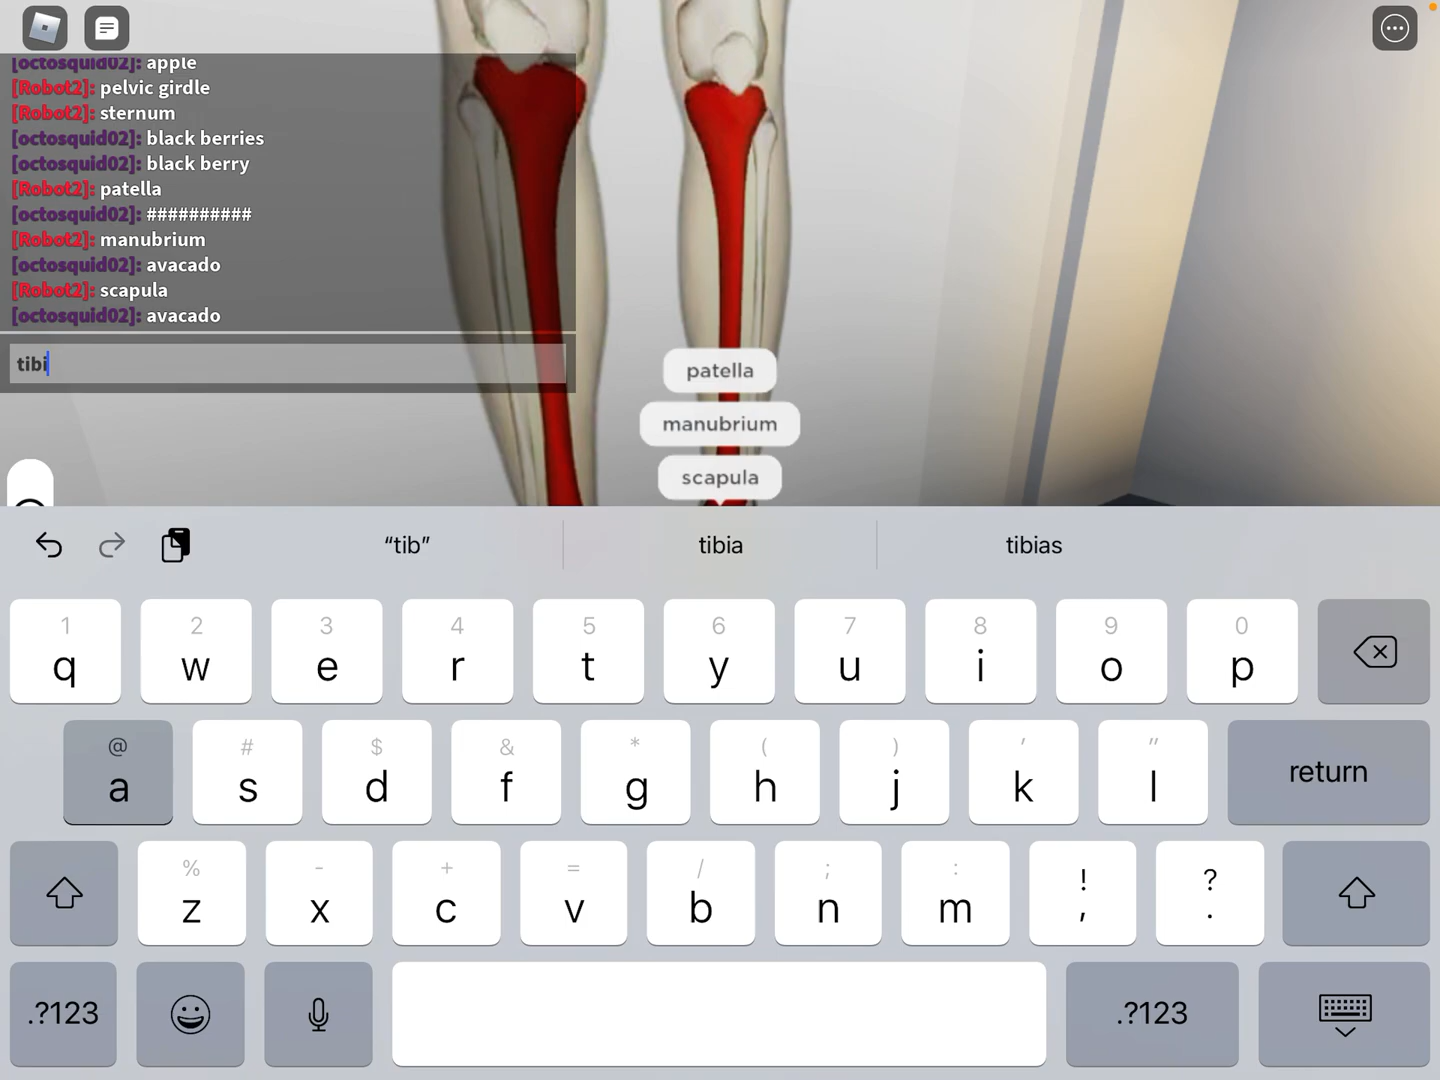 [octosquid02]: apple
[Robot2]: pelvic girdle
[Robot2]: sternum
[octosquid02]: black berries
[octosquid02]: black berry
[Robot2]: patella
[octosquid02]: ##########
[Robot2]: manubrium
[octosquid02]: avacado
[Robot2]: scapula
[octosquid02]: avacado
tibi
patella
manubrium
scapula
“tib” tibia tibias
1 2 3 4 5 6 7 8 9 0
q w e r t y u i o p
@ # $ & * ( ) ' "
a s d f g h j k l return
% - + = / ; : ! ?
z x c v b n m , .
.?123 .?123